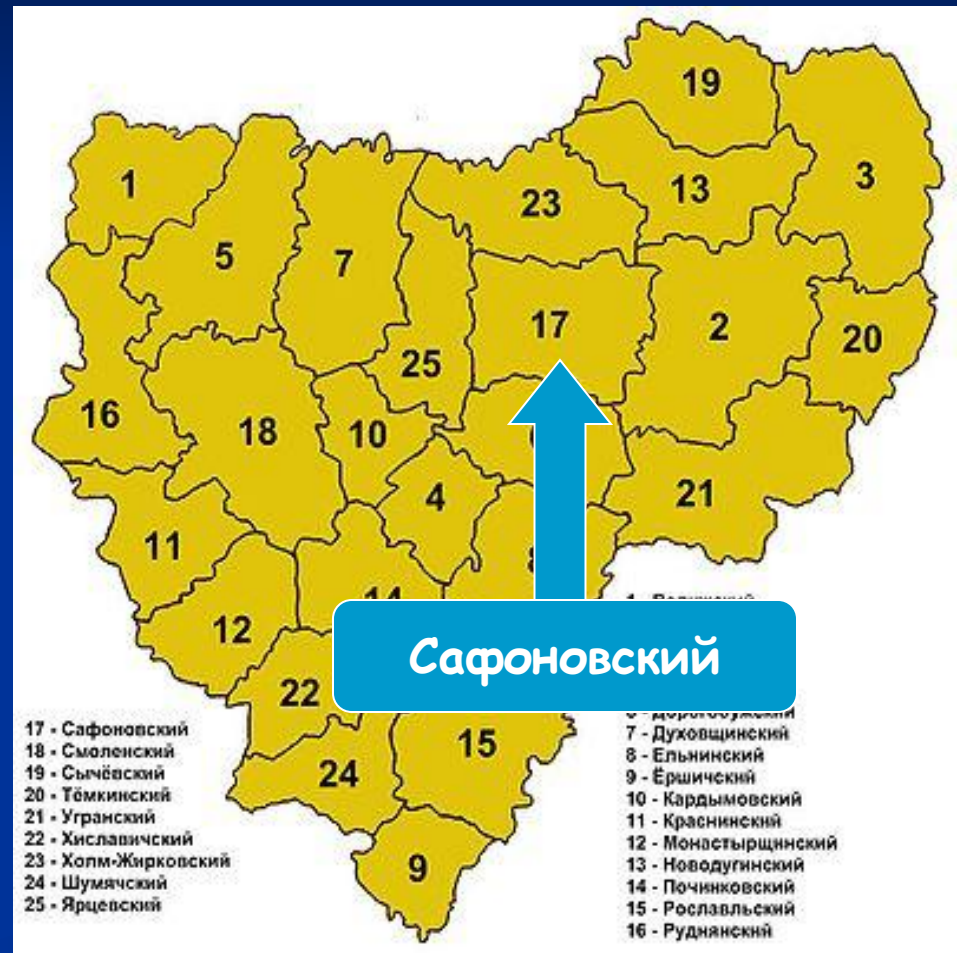 19
1
3
13
23
5
7
17
2
20
25
16
18
10
4
21
11
12
Сафоновский
22
15
24
9
17 - Сафоновский
18 - Смоленский
19 - Сычёвский
20 - Тёмкинский
21 - Угранский
22 - Хиславичский
23 - Холм-Жирковский
24 - Шумячский
25 - Ярцевский
6 - Дорогобужский
7 - Духовщинский
8 - Ельнинский
9 - Ёршичский
10 - Кардымовский
11 - Краснинский
12 - Монастырщинский
13 - Новодугинский
14 - Починковский
15 - Рославльский
16 - Руднянский